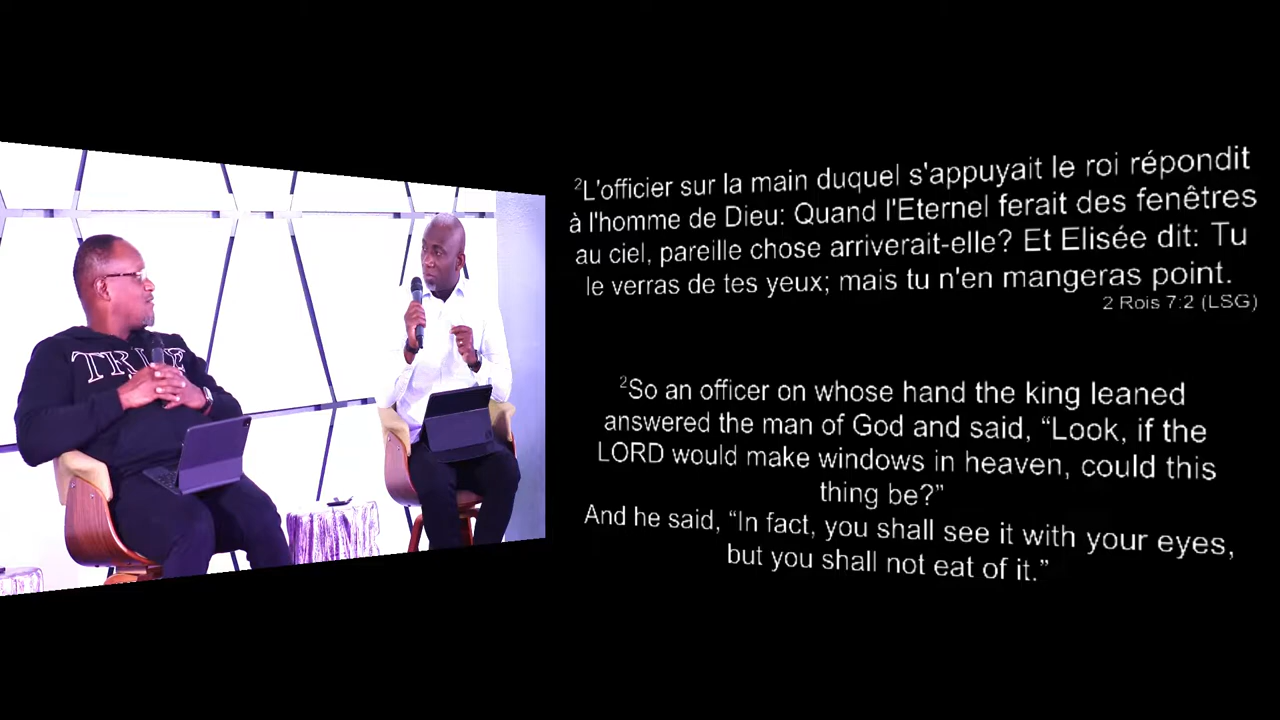 TRUE
²L'officier sur la main duquel s'appuyait le roi répondit
à l'homme de Dieu: Quand l'Eternel ferait des fenêtres
au ciel, pareille chose arriverait-elle? Et Elisée dit: Tu
le verras de tes yeux; mais tu n'en mangeras point.
2 Rois 7:2 (LSG)
²So an officer on whose hand the king leaned
answered the man of God and said, “Look, if the
LORD would make windows in heaven, could this
thing be?”
And he said, “In fact, you shall see it with your eyes,
but you shall not eat of it.”